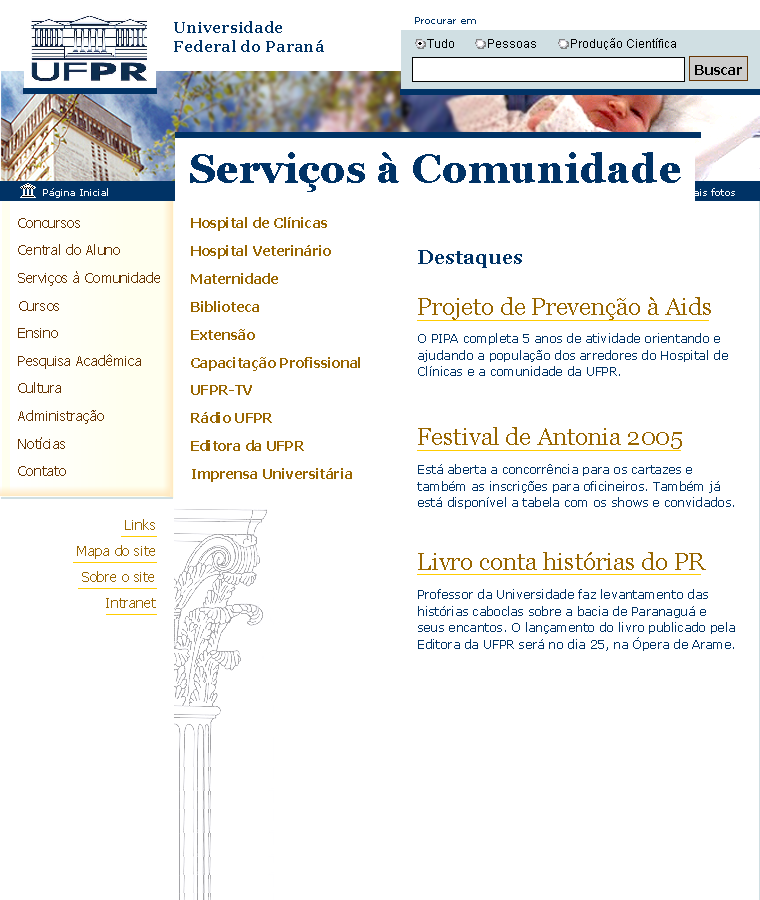 UFPR
Universidade
Federal do Paraná
Procurar em
Tudo Pessoas Produção Científica
Buscar
Serviços à Comunidade
Página Inicial
fotos
Concursos
Central do Aluno
Serviços à Comunidade
Cursos
Ensino
Pesquisa Acadêmica
Cultura
Administração
Notícias
Contato
Links
Mapa do site
Sobre o site
Intranet
Hospital de Clínicas
Hospital Veterinário
Maternidade
Biblioteca
Extensão
Capacitação Profissional
UFPR-TV
Rádio UFPR
Editora da UFPR
Imprensa Universitária
Destaques
Projeto de Prevenção à Aids
O PIPA completa 5 anos de atividade orientando e
ajudando a população dos arredores do Hospital de
Clínicas e a comunidade da UFPR.
Festival de Antonia 2005
Está aberta a concorrência para os cartazes e
também as inscrições para oficineiros. Também já
está disponível a tabela com os shows e convidados.
Livro conta histórias do PR
Professor da Universidade faz levantamento das
histórias caboclas sobre a bacia de Paranaguá e
seus encantos. O lançamento do livro publicado pela
Editora da UFPR será no dia 25, na Ópera de Arame.